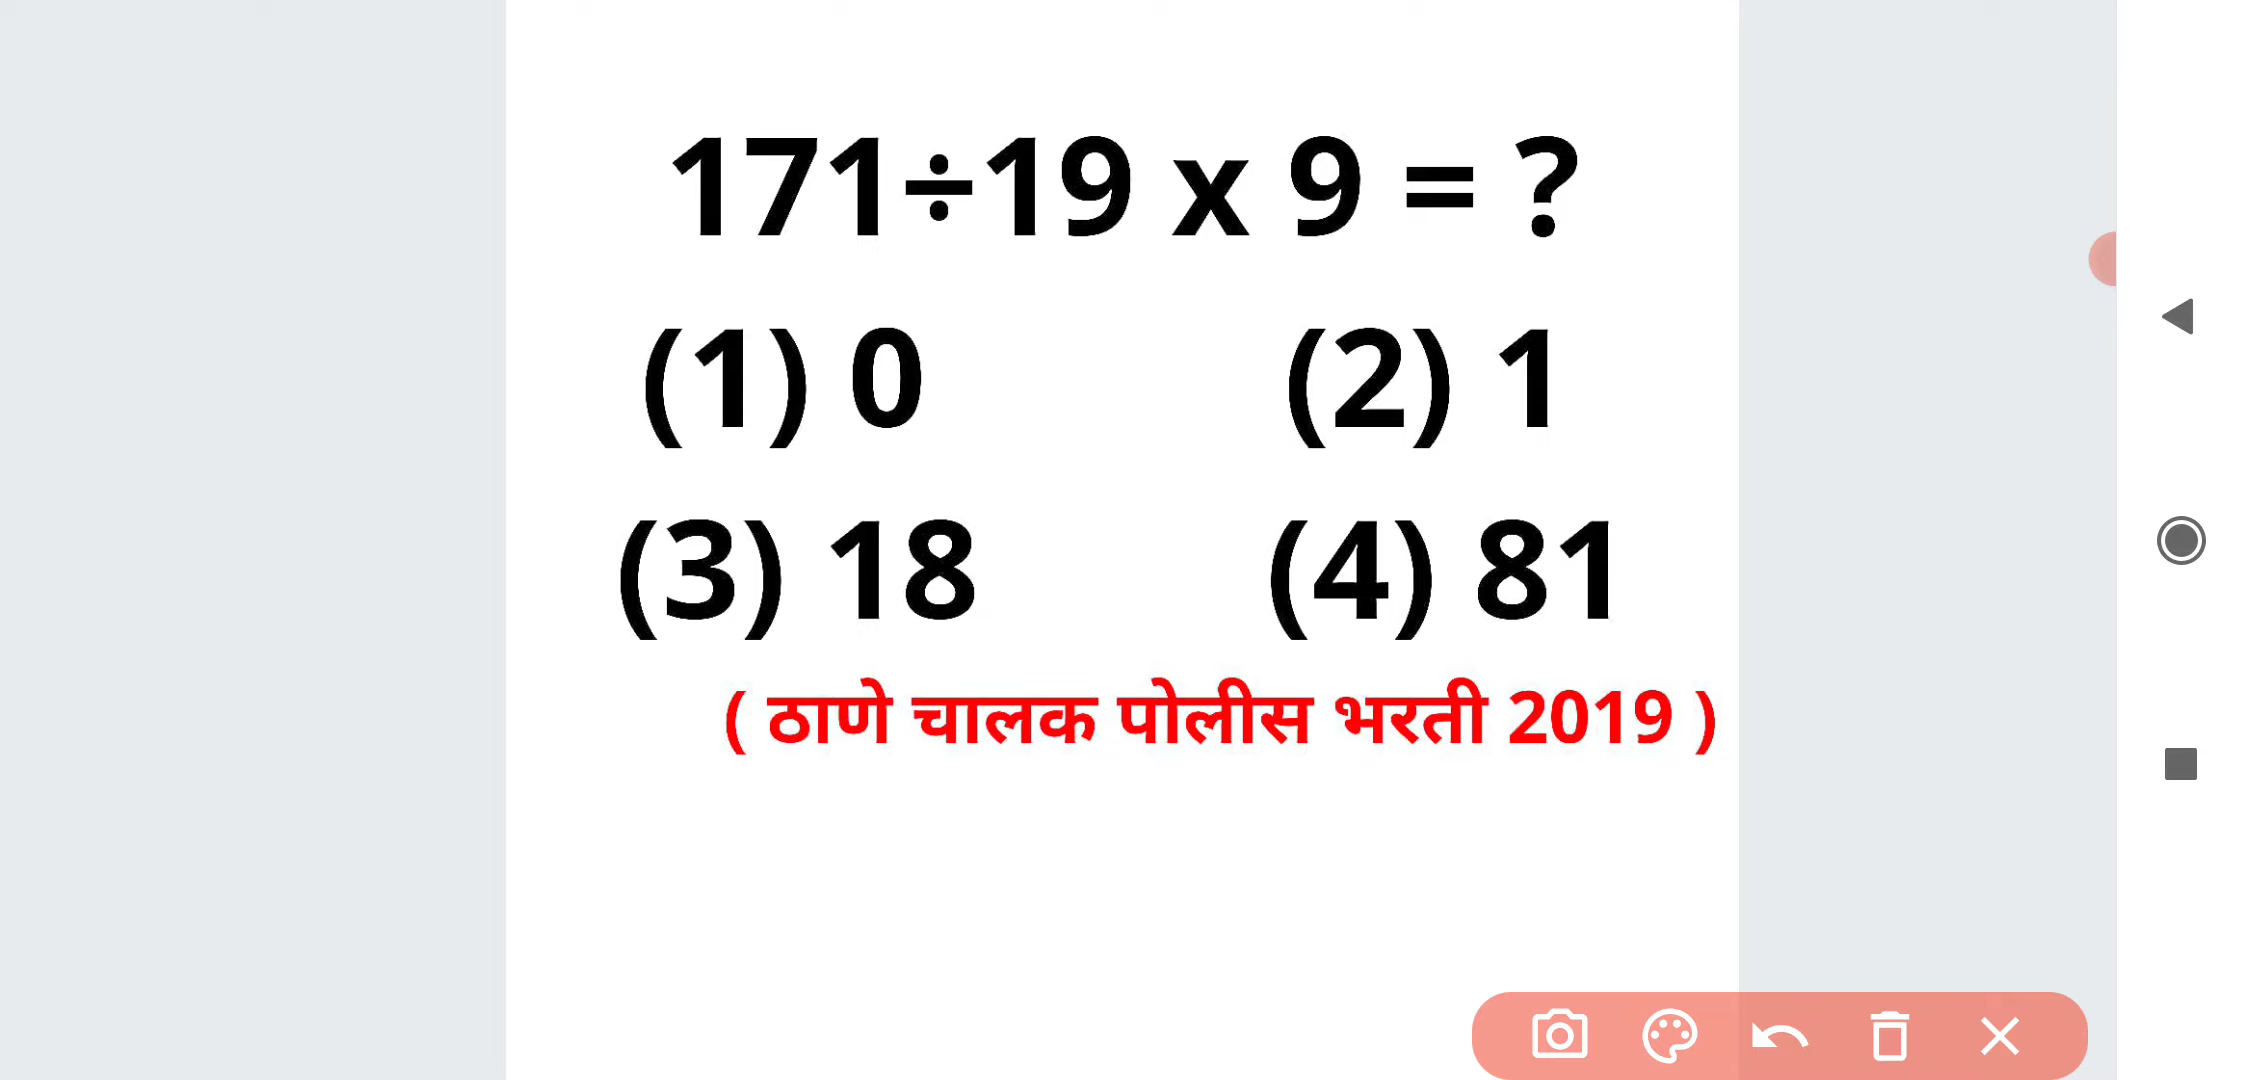 171÷19 x 9 = ?
(1) 0 (2) 1
(3) 18 (4) 81
( ठाणे चालक पोलीस भरती 2019 )